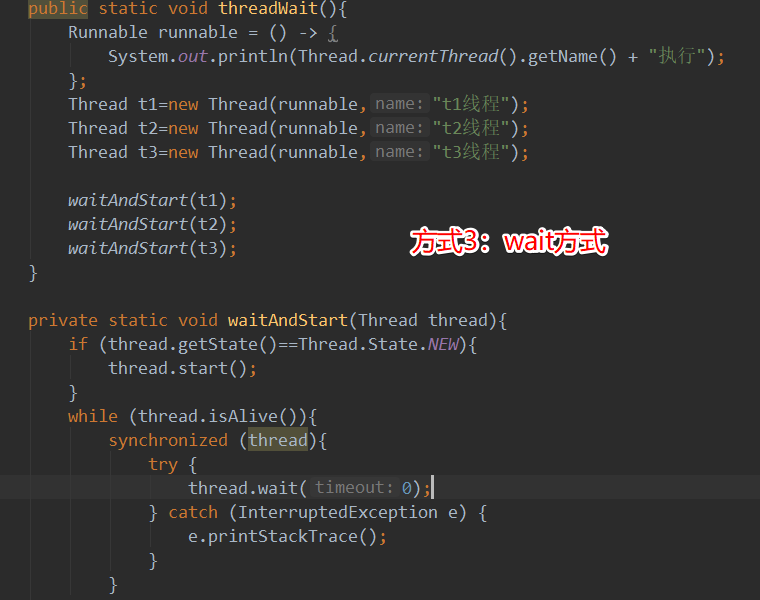 public static void threadWait(){
Runnable runnable = () -> {
System.out.println(Thread.currentThread().getName() + "执行");
};
Thread t1=new Thread(runnable, name: "t1线程");
Thread t2=new Thread(runnable, name: "t2线程");
Thread t3=new Thread(runnable, name: "t3线程");
waitAndStart(t1);
waitAndStart(t2);
waitAndStart(t3);
方式3：wait方式
}
private static void waitAndStart(Thread thread){
if (thread.getState()==Thread.State.NEW){
thread.start();
}
while (thread.isAlive()){
synchronized (thread){
try {
thread.wait( timeout: 0);
} catch (InterruptedException e) {
e.printStackTrace();
}
}